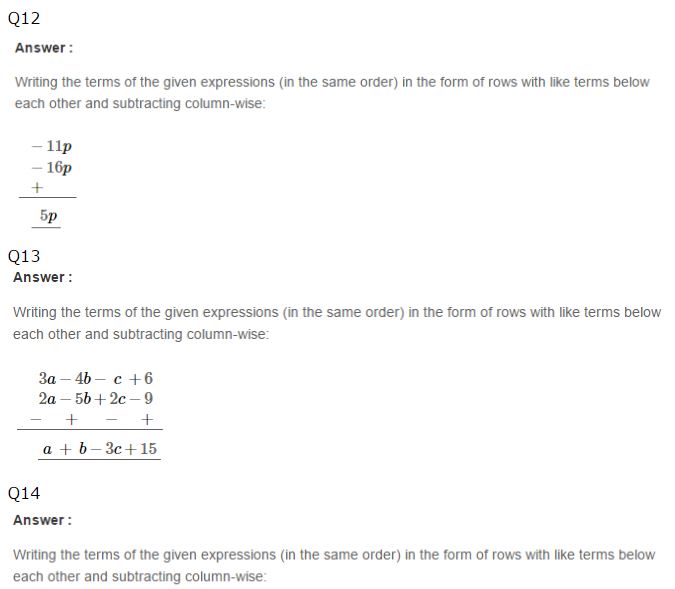 Q12
Answer :
Writing the terms of the given expressions (in the same order) in the form of rows with like terms below
each other and subtracting column-wise:
− 11p
− 16p
+
5p
Q13
Answer :
Writing the terms of the given expressions (in the same order) in the form of rows with like terms below
each other and subtracting column-wise:
3a − 4b − c + 6
2a − 5b + 2c − 9
− + − +
a + b − 3c + 15
Q14
Answer :
Writing the terms of the given expressions (in the same order) in the form of rows with like terms below
each other and subtracting column-wise: